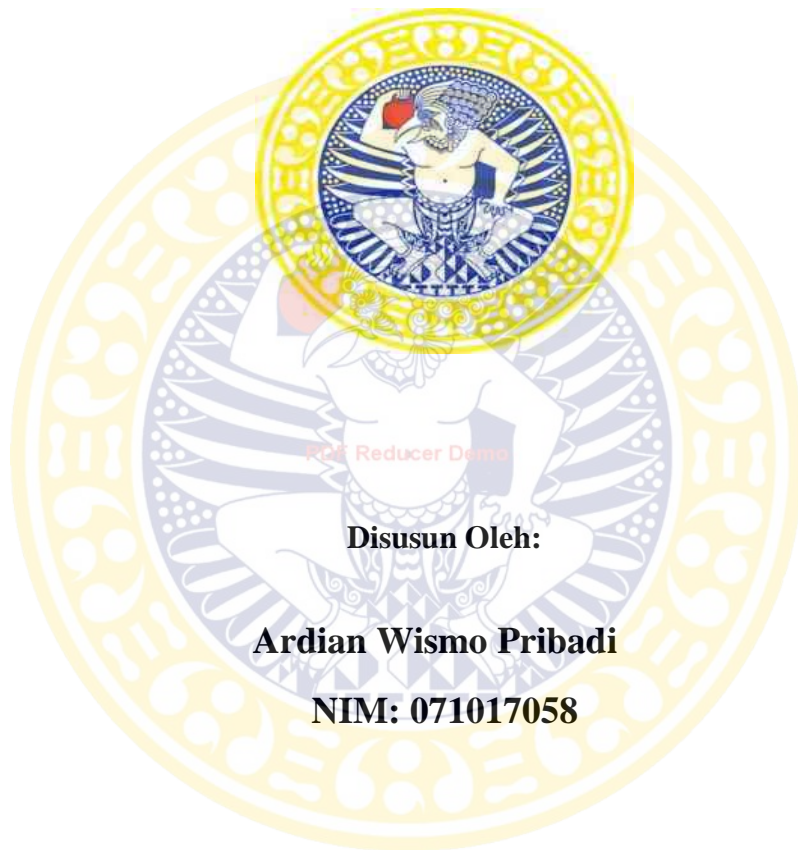 PDF Reducer Demo
Disusun Oleh:
Ardian Wismo Pribadi
NIM: 071017058